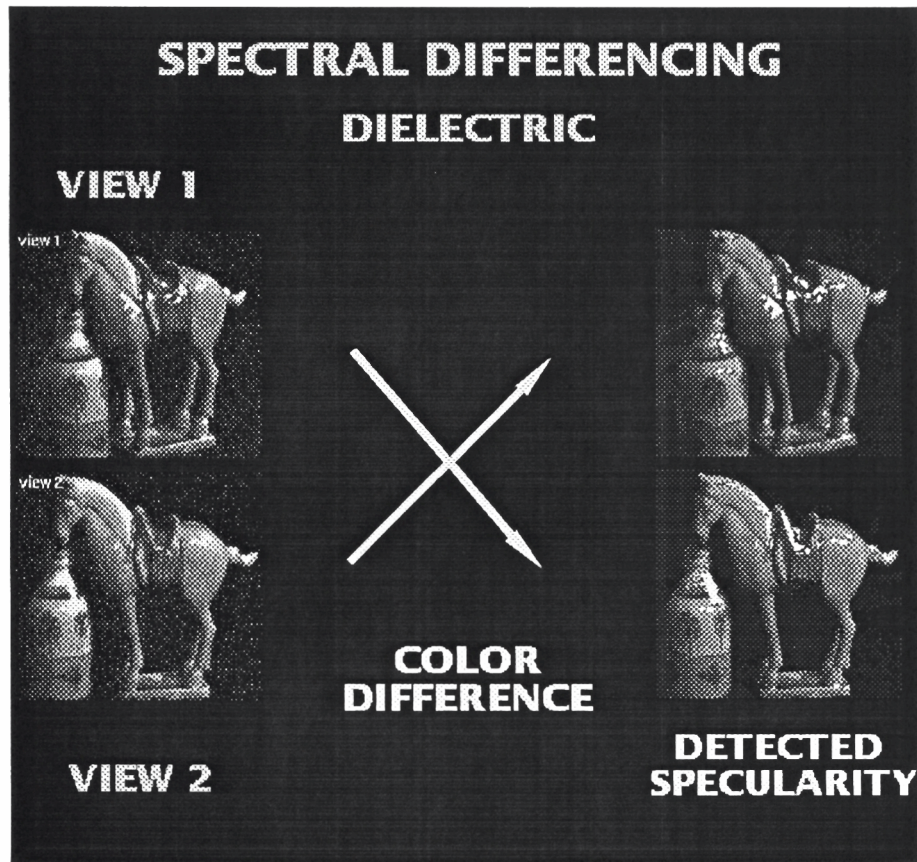 SPECTRAL DIFFERENCING
DIELECTRIC
VIEW 1
view 1
view 2
COLOR
DIFFERENCE
VIEW 2
DETECTED
SPECULARITY